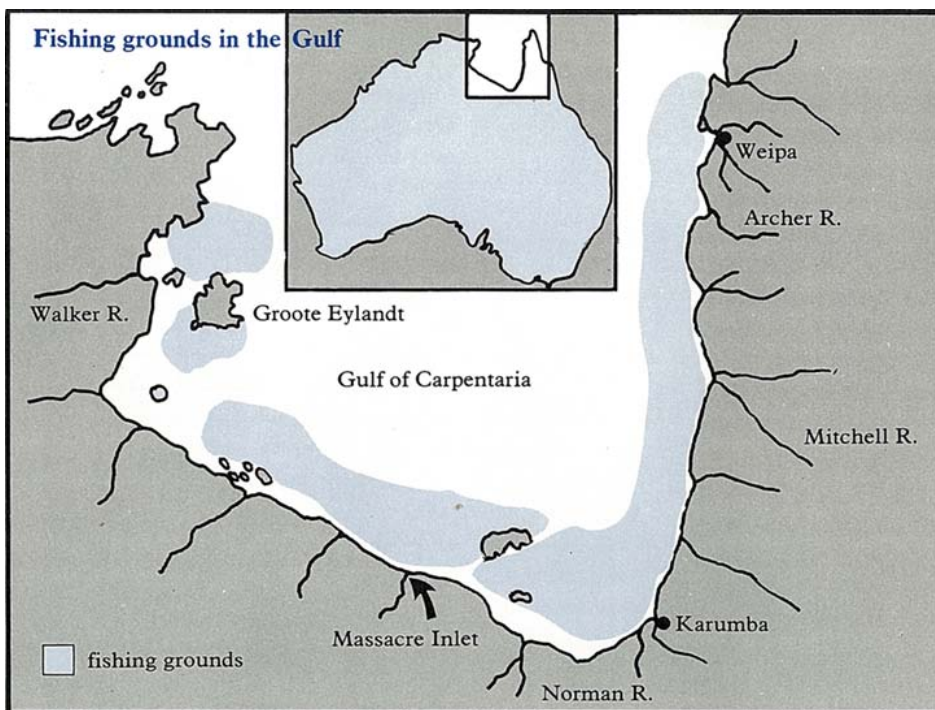 Fishing grounds in the Gulf
Weipa
Archer R.
Walker R.
Groote Eylandt
Gulf of Carpentaria
Mitchell R.
Massacre Inlet
Karumba
fishing grounds
Norman R.